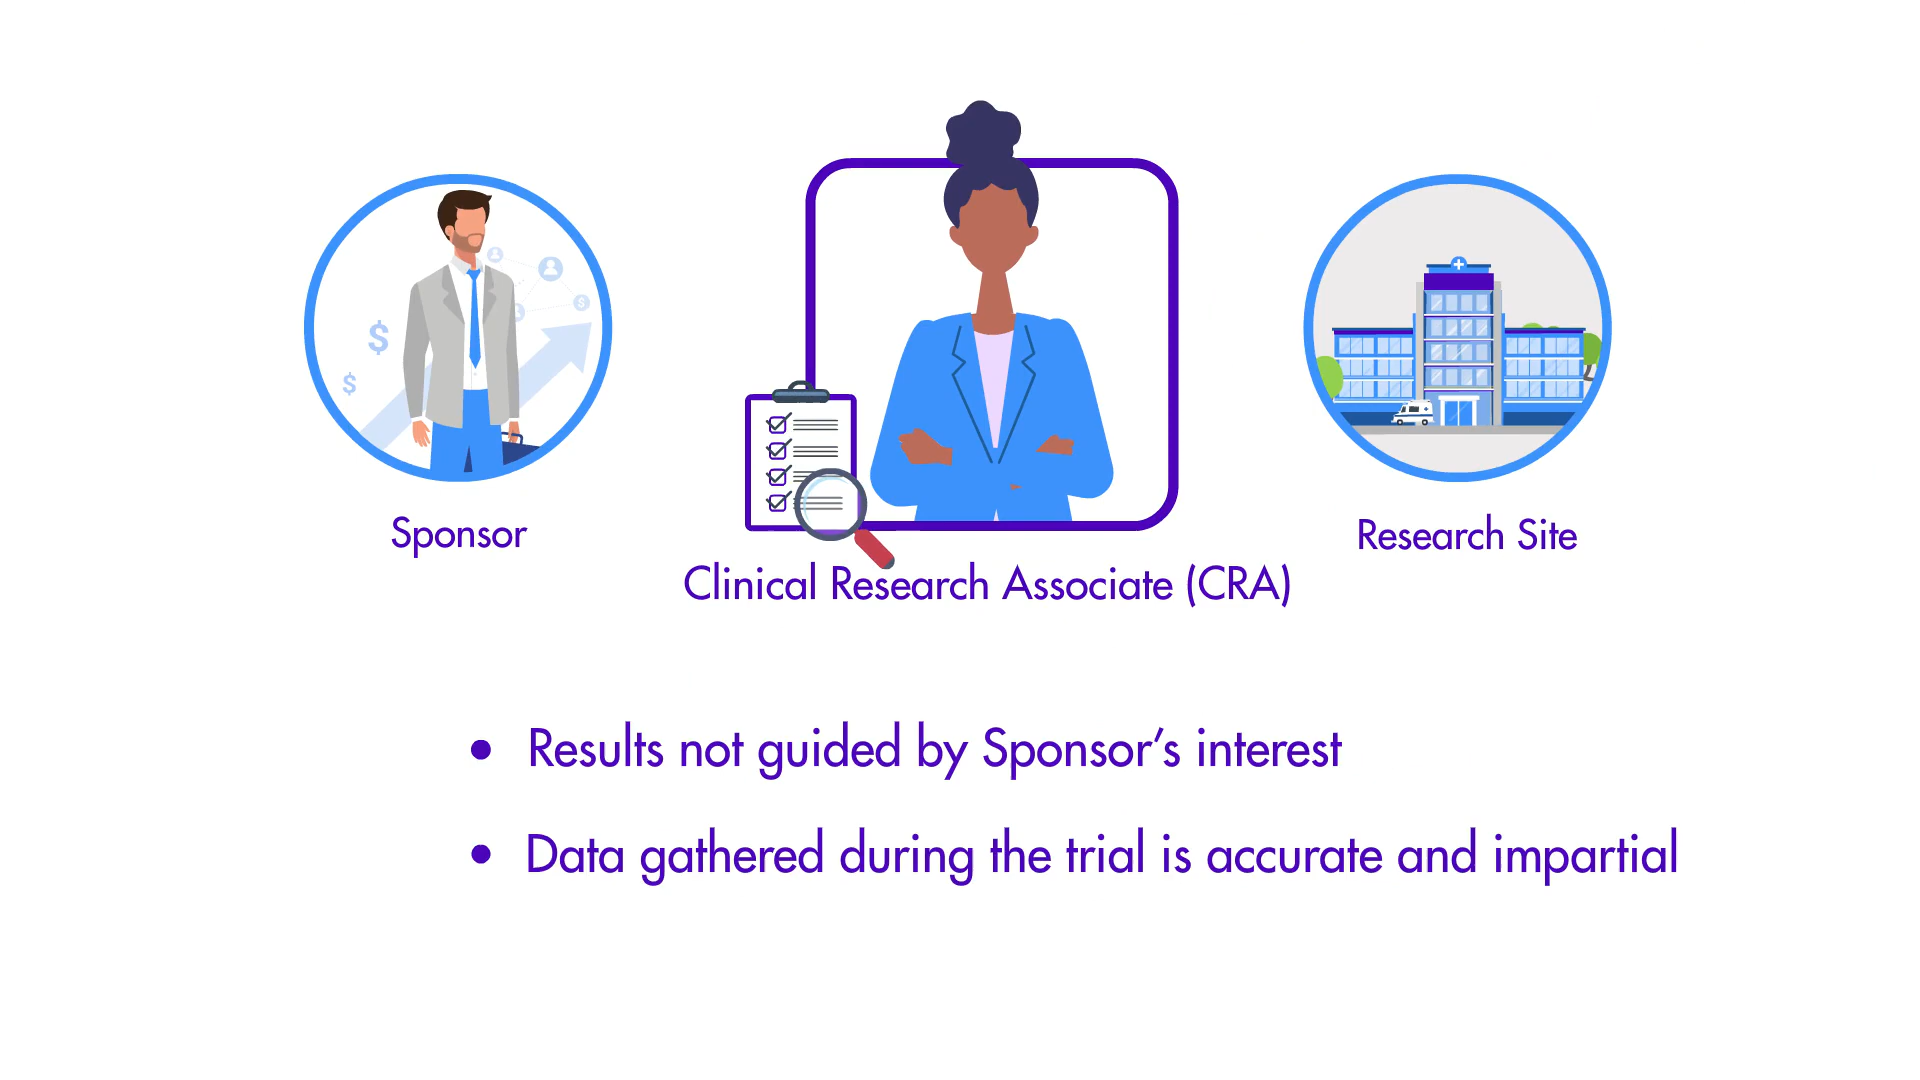 Sponsor
Clinical Research Associate (CRA)
Research Site
• Results not guided by Sponsor's interest
• Data gathered during the trial is accurate and impartial